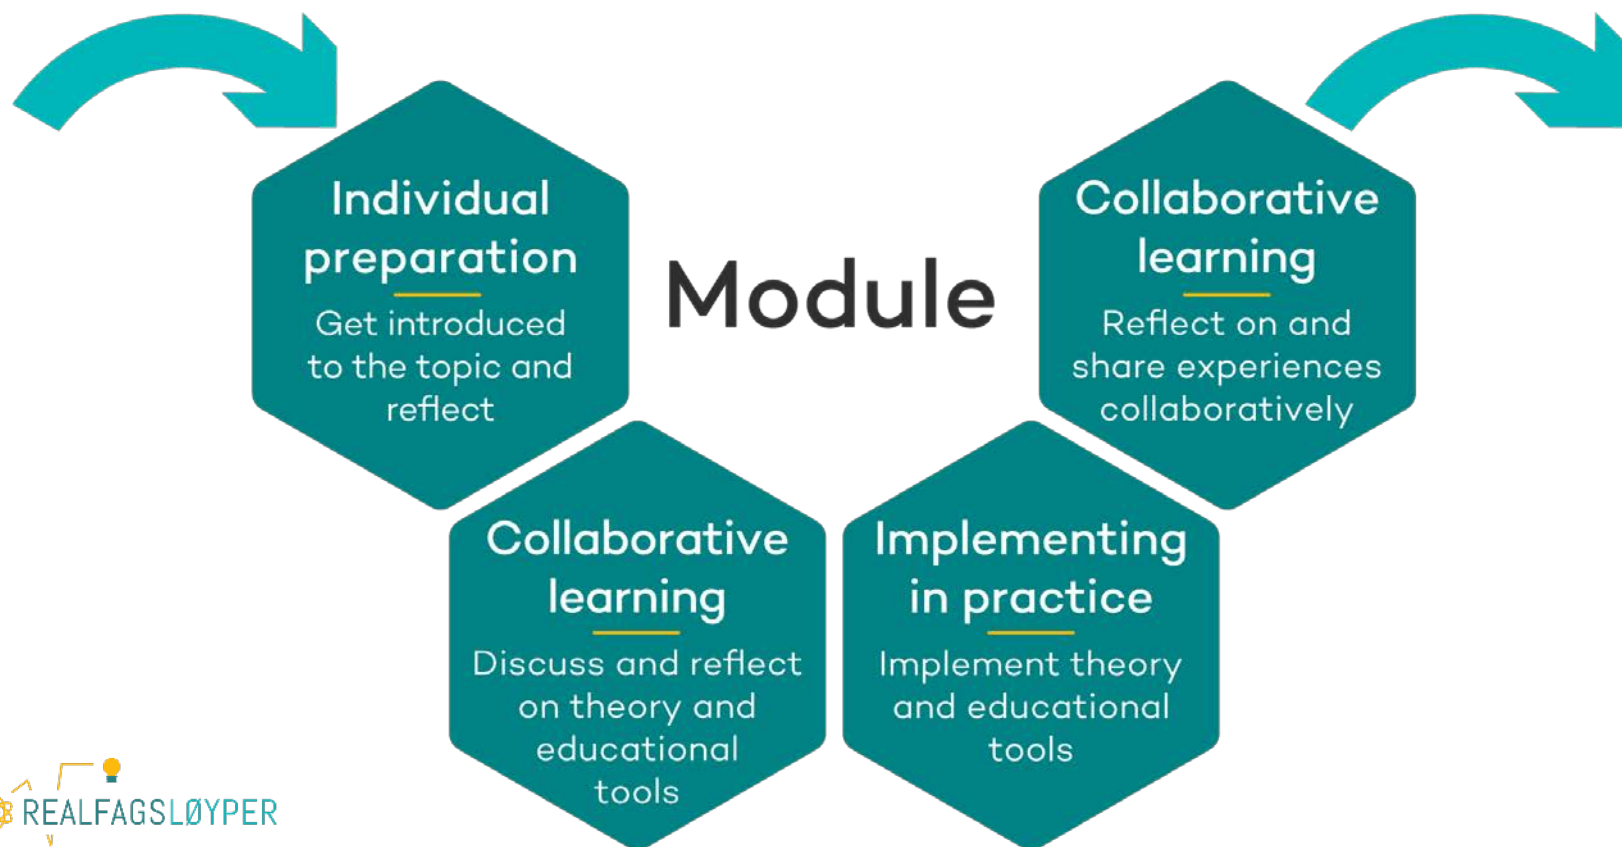 Individual
preparation
Get introduced
to the topic and
reflect
Collaborative
learning
Discuss and reflect
on theory and
educational
tools
Module
Implementing
in practice
Implement theory
and educational
tools
Collaborative
learning
Reflect on and
share experiences
collaboratively
REALFAGSLØYPER